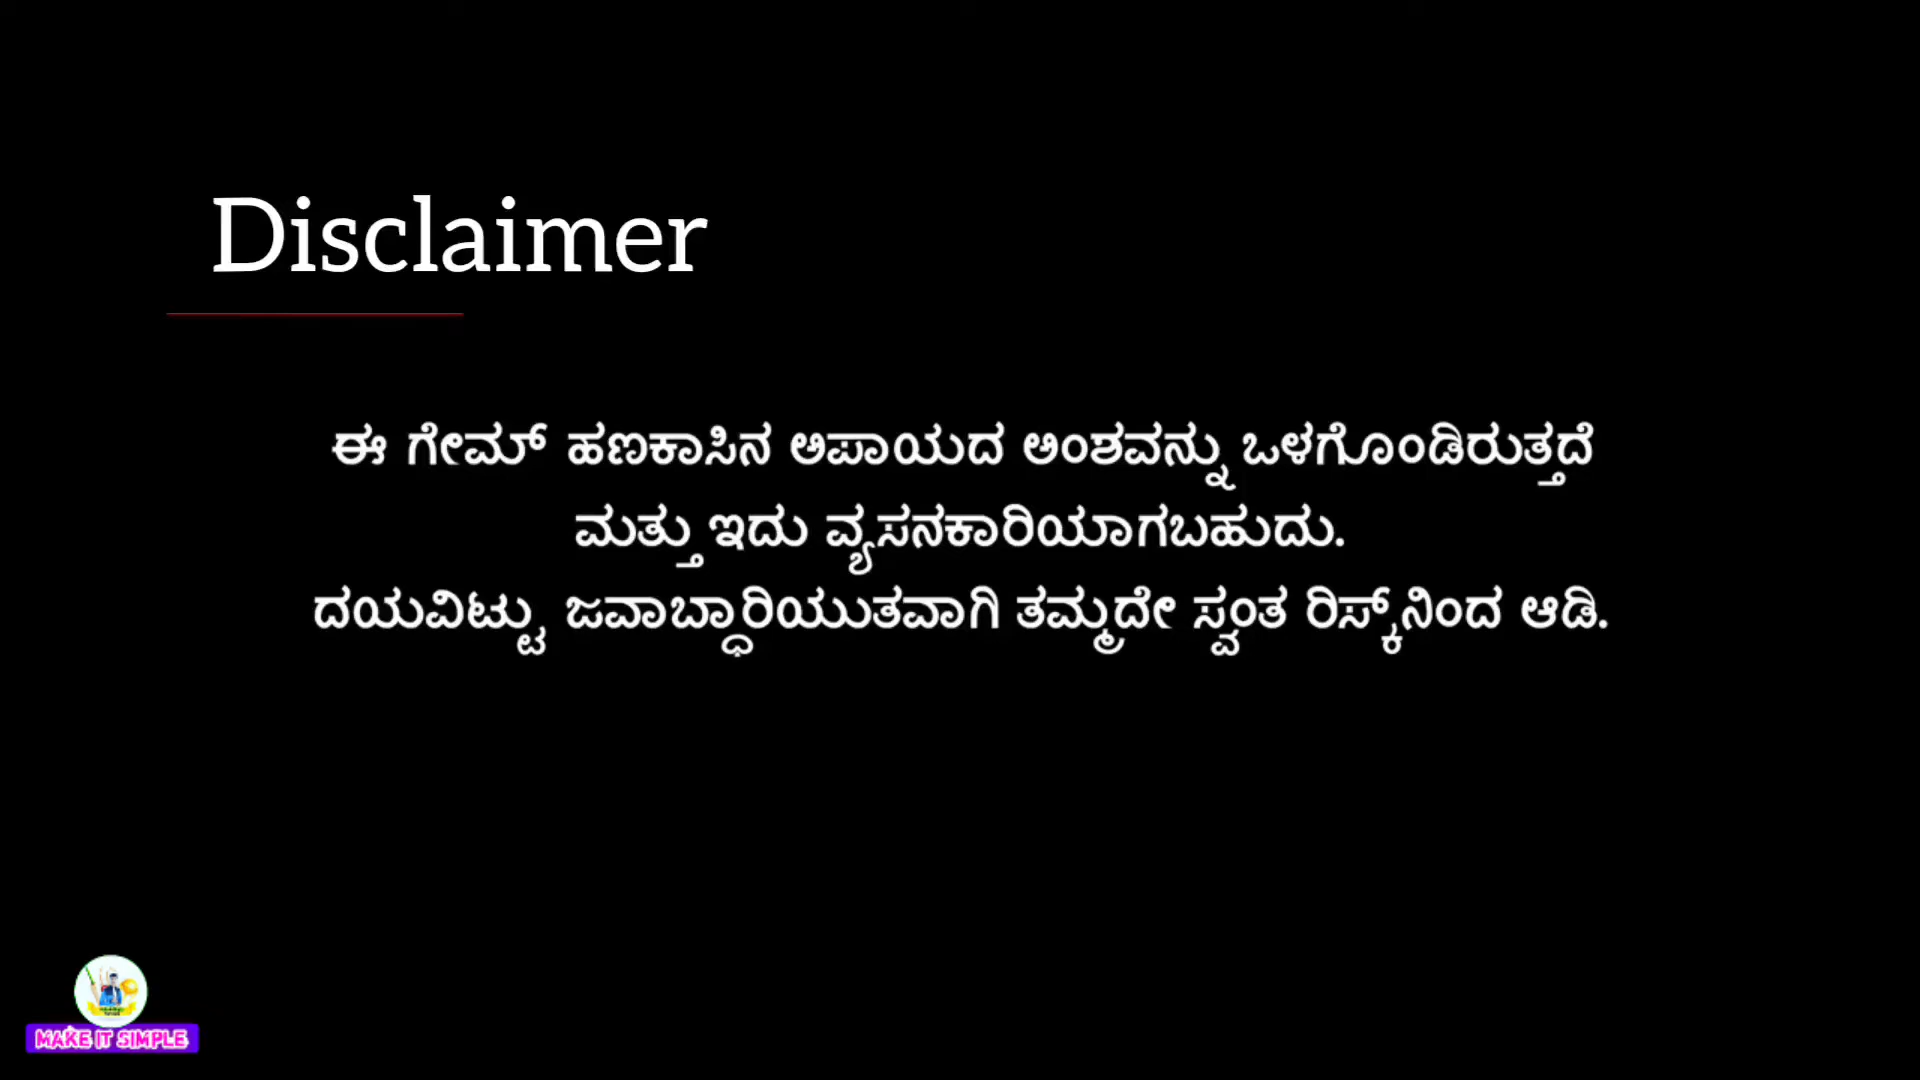 Disclaimer
ಈ ಗೇಮ್ ಹಣಕಾಸಿನ ಅಪಾಯದ ಅಂಶವನ್ನು ಒಳಗೊಂಡಿರುತ್ತದೆ
ಮತ್ತು ಇದು ವ್ಯಸನಕಾರಿಯಾಗಬಹುದು.
ದಯವಿಟ್ಟು ಜವಾಬ್ಧಾರಿಯುತವಾಗಿ ತಮ್ಮದೇ ಸ್ವಂತ ರಿಸ್ಕ್‌ನಿಂದ ಆಡಿ.
MAKE IT SIMPLE